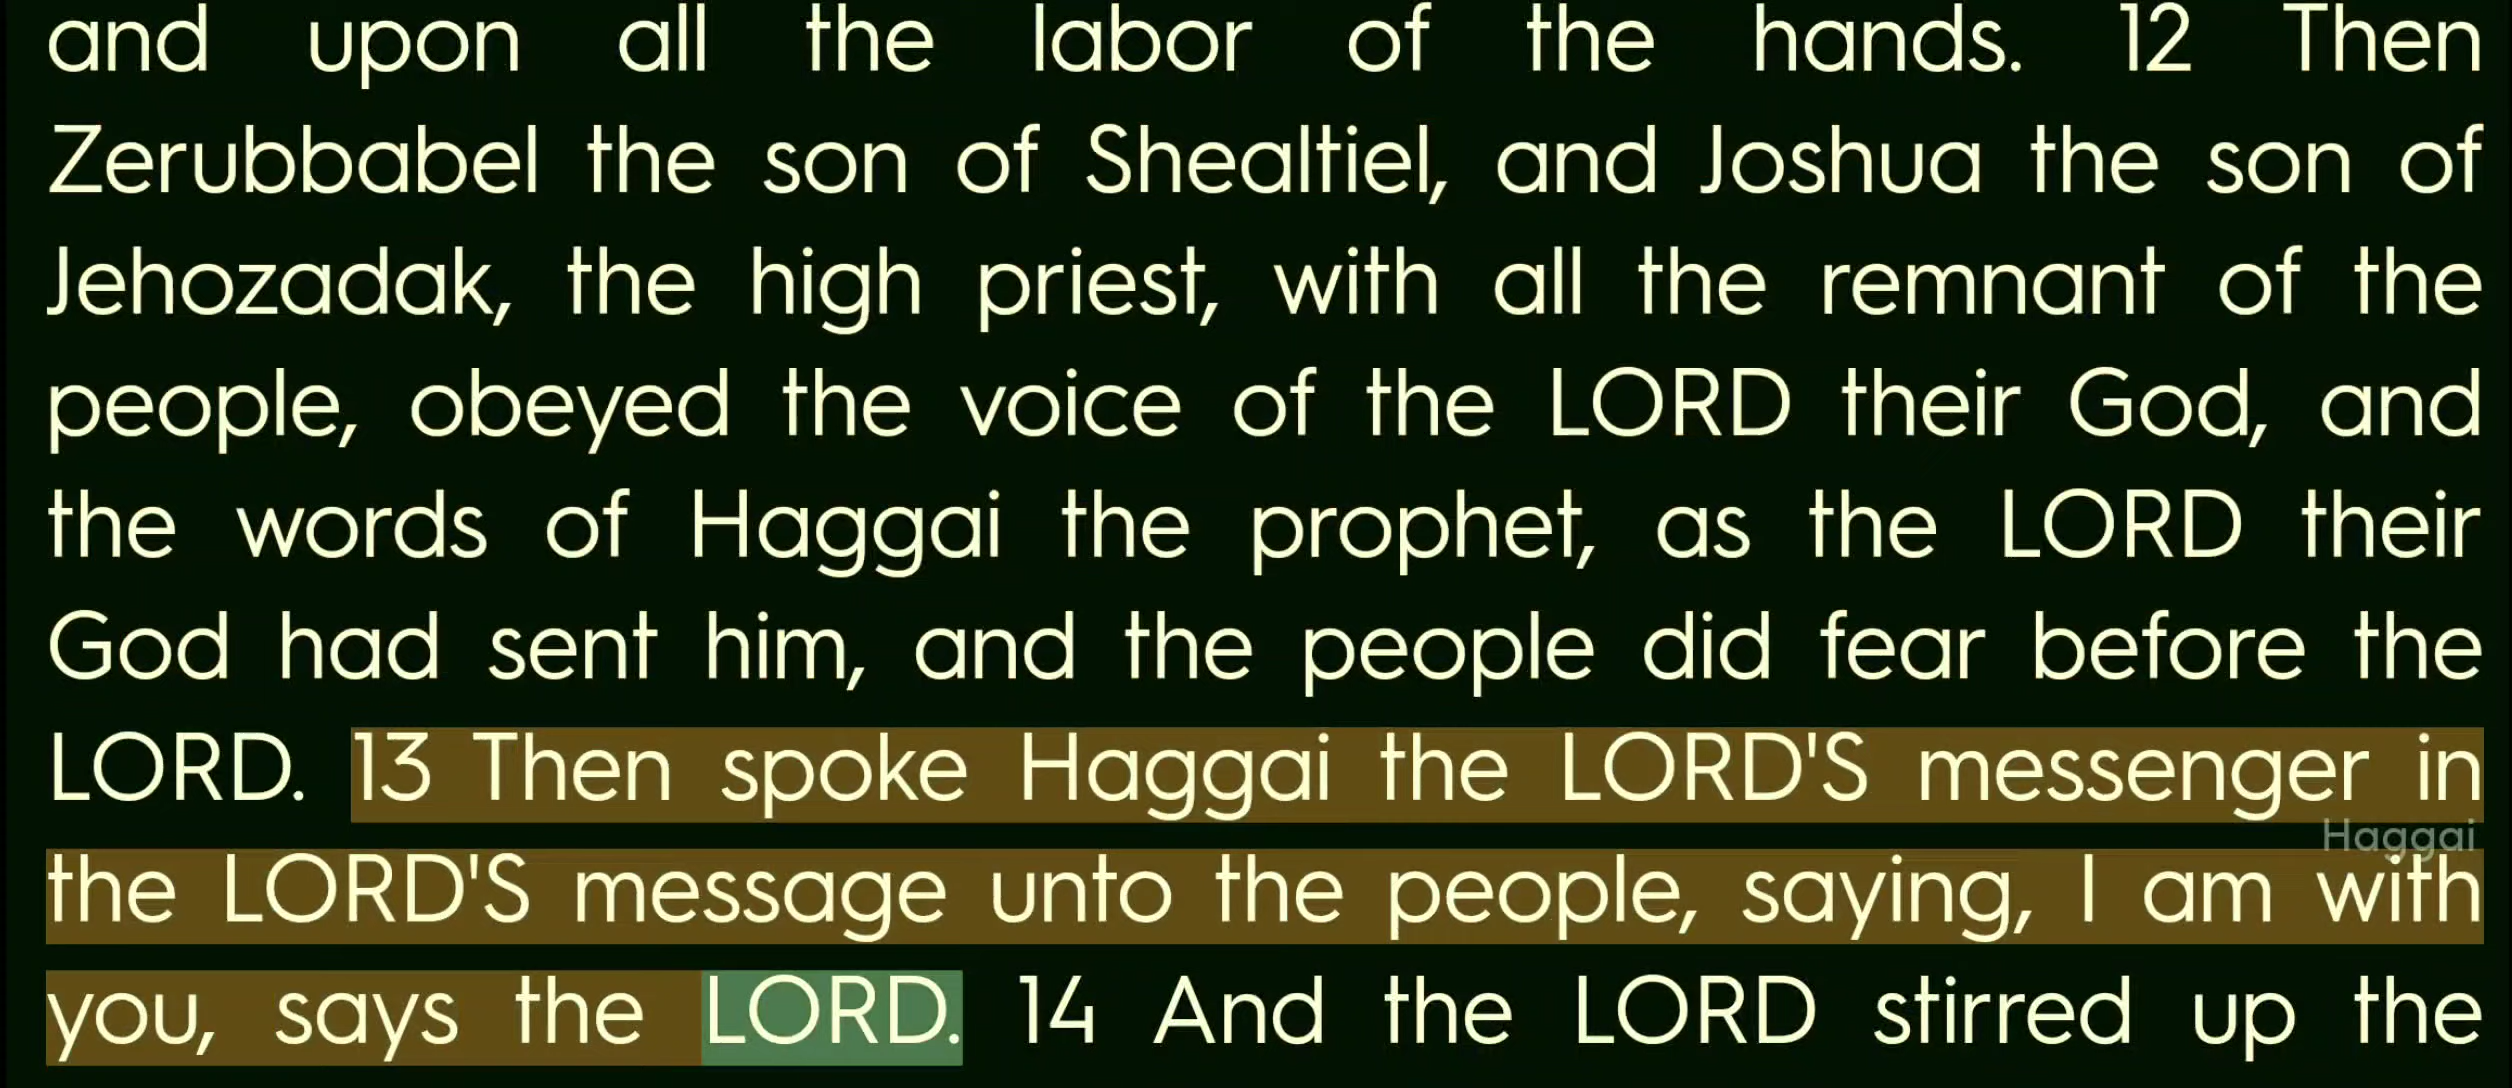 and upon all the labor of the hands. 12 Then
Zerubbabel the son of Shealtiel, and Joshua the son of
Jehozadak, the high priest, with all the remnant of the
people, obeyed the voice of the LORD their God, and
the words of Haggai the prophet, as the LORD their
God had sent him, and the people did fear before the
LORD. 13 Then spoke Haggai the LORD'S messenger in
Haggai
the LORD'S message unto the people, saying, I am with
you, says the LORD. 14 And the LORD stirred up the